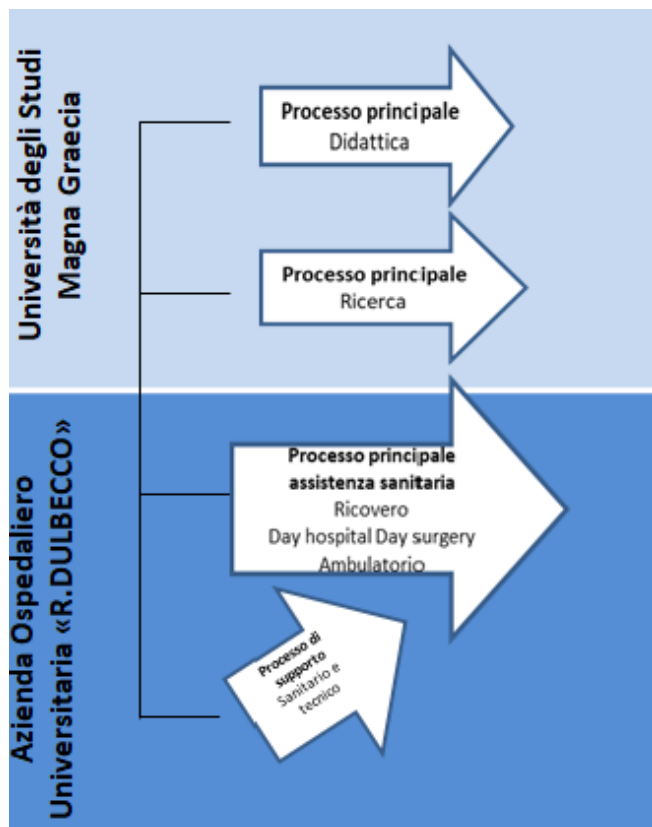 Università degli Studi
Magna Graecia
Processo principale
Didattica
Processo principale
Ricerca
Azienda Ospedaliero
Universitaria «R.DULBECCO»
Processo principale
assistenza sanitaria
Ricovero
Day hospital Day surgery
Ambulatorio
Processo di
supporto
Sanitario e
tecnico